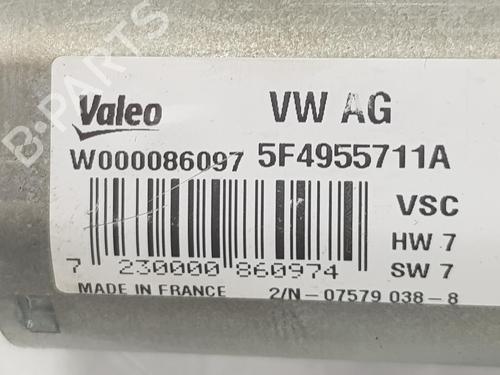 Valeo VW AG
W000086097 5F4955711A
VSC
HW 7
7 230000 860974 SW 7
MADE IN FRANCE 2/N-07579 038-8
B-PARTS